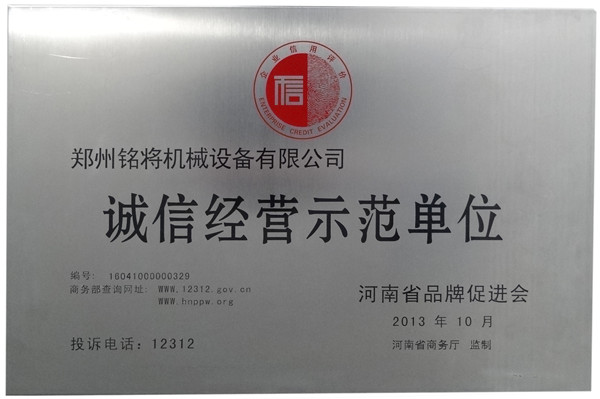 企业信用评价
信
ENTERPRISE CREDIT EVALUATION
郑州铭将机械设备有限公司
诚信经营示范单位
编号: 16041000000329
商务部查询网址: WWW.12312.gov.cn
WWW.hnppw.org
投诉电话：12312
河南省品牌促进会
2013 年 10 月
河南省商务厅 监制